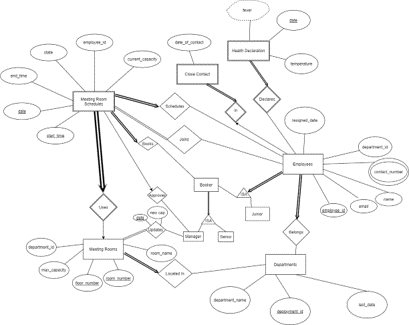 fever
date
Health Declaration
temperature
date_of_contact
Close Contact
employee_id
state
current_capacity
end_time
Meeting Room
Schedules
date
start_time
Schedules
In
Declares
resigned_date
Books
Joins
department_id
contact_number
Employees
name
email
employee_id
Booker
ISA
Junior
Approves
ISA
Manager
Senior
Gives
date
new cap
Updates
Belongs
department_id
Meeting Rooms
room_name
max_capacity
floor_number
room_number
Located In
Departments
department_name
department_id